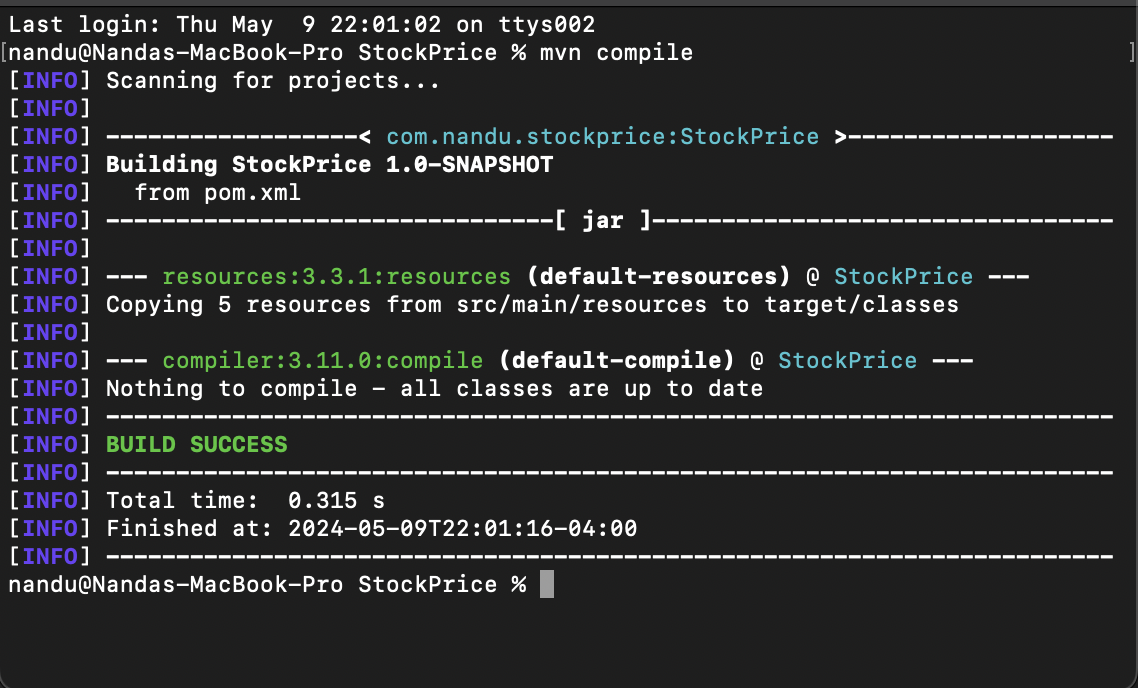 Last login: Thu May  9 22:01:02 on ttys002
[nandu@Nandas-MacBook-Pro StockPrice % mvn compile ]
[INFO] Scanning for projects...
[INFO]
[INFO] ------------------< com.nandu.stockprice:StockPrice >-------------------
[INFO] Building StockPrice 1.0-SNAPSHOT
[INFO]   from pom.xml
[INFO] --------------------------------[ jar ]---------------------------------
[INFO]
[INFO] --- resources:3.3.1:resources (default-resources) @ StockPrice ---
[INFO] Copying 5 resources from src/main/resources to target/classes
[INFO]
[INFO] --- compiler:3.11.0:compile (default-compile) @ StockPrice ---
[INFO] Nothing to compile - all classes are up to date
[INFO] ------------------------------------------------------------------------
[INFO] BUILD SUCCESS
[INFO] ------------------------------------------------------------------------
[INFO] Total time:  0.315 s
[INFO] Finished at: 2024-05-09T22:01:16-04:00
[INFO] ------------------------------------------------------------------------
nandu@Nandas-MacBook-Pro StockPrice %